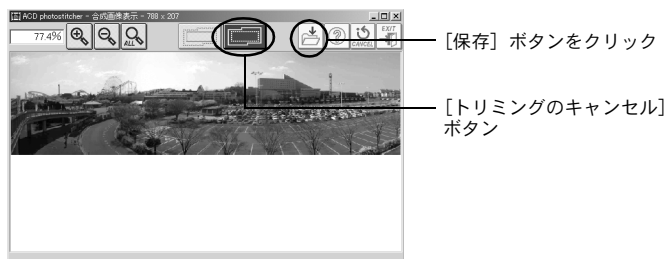 ACD photostitcher - 合成画像表示 - 788 x 207
77.4%
ALL
CANCEL
EXIT
［保存］ボタンをクリック
［トリミングのキャンセル］
ボタン